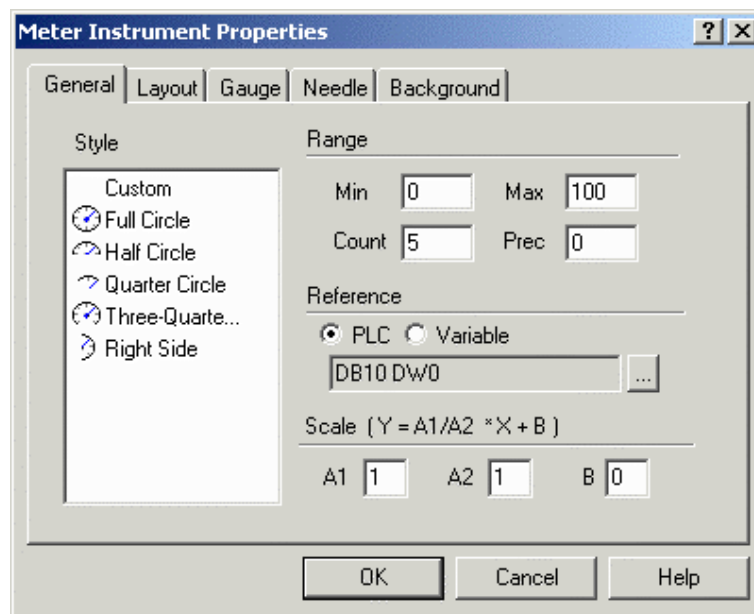 Meter Instrument Properties
General Layout Gauge Needle Background
Style
Custom
Full Circle
Half Circle
Quarter Circle
Three-Quarte...
Right Side
Range
Min 0 Max 100
Count 5 Prec 0
Reference
PLC Variable
DB10 DW0 ...
Scale ( Y = A1/A2 *X + B )
A1 1 A2 1 B 0
OK Cancel Help